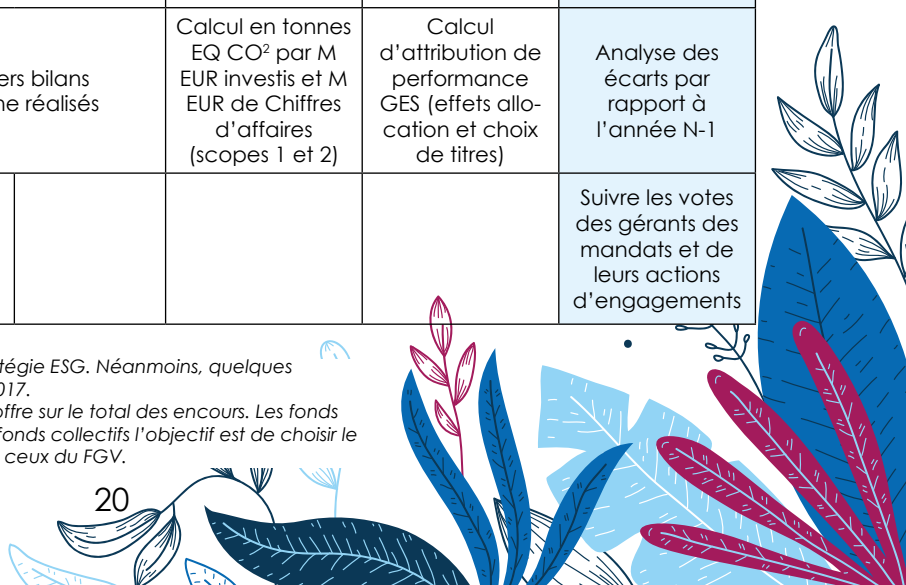 ers bilans
ne réalisés
Calcul en tonnes
EQ CO² par M
EUR investis et M
EUR de Chiffres
d'affaires
(scopes 1 et 2)
Calcul
d'attribution de
performance
GES (effets allo-
cation et choix
de titres)
Analyse des
écarts par
rapport à
l'année N-1
Suivre les votes
des gérants des
mandats et de
leurs actions
d'engagements
tégie ESG. Néanmoins, quelques
017.
offre sur le total des encours. Les fonds
fonds collectifs l'objectif est de choisir le
ceux du FGV.
20